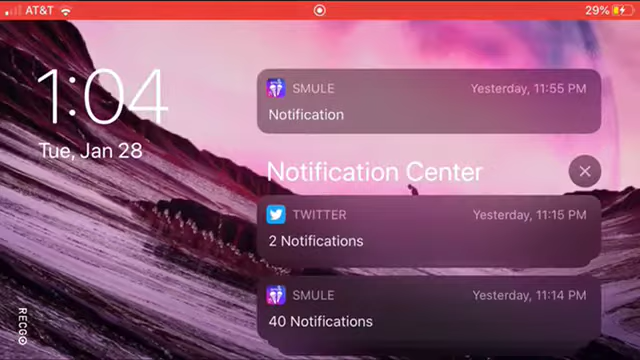 AT&T
29%
1:04
Tue, Jan 28
SMULE
Yesterday, 11:55 PM
Notification
Notification Center
TWITTER
Yesterday, 11:15 PM
2 Notifications
SMULE
Yesterday, 11:14 PM
40 Notifications
RECGO